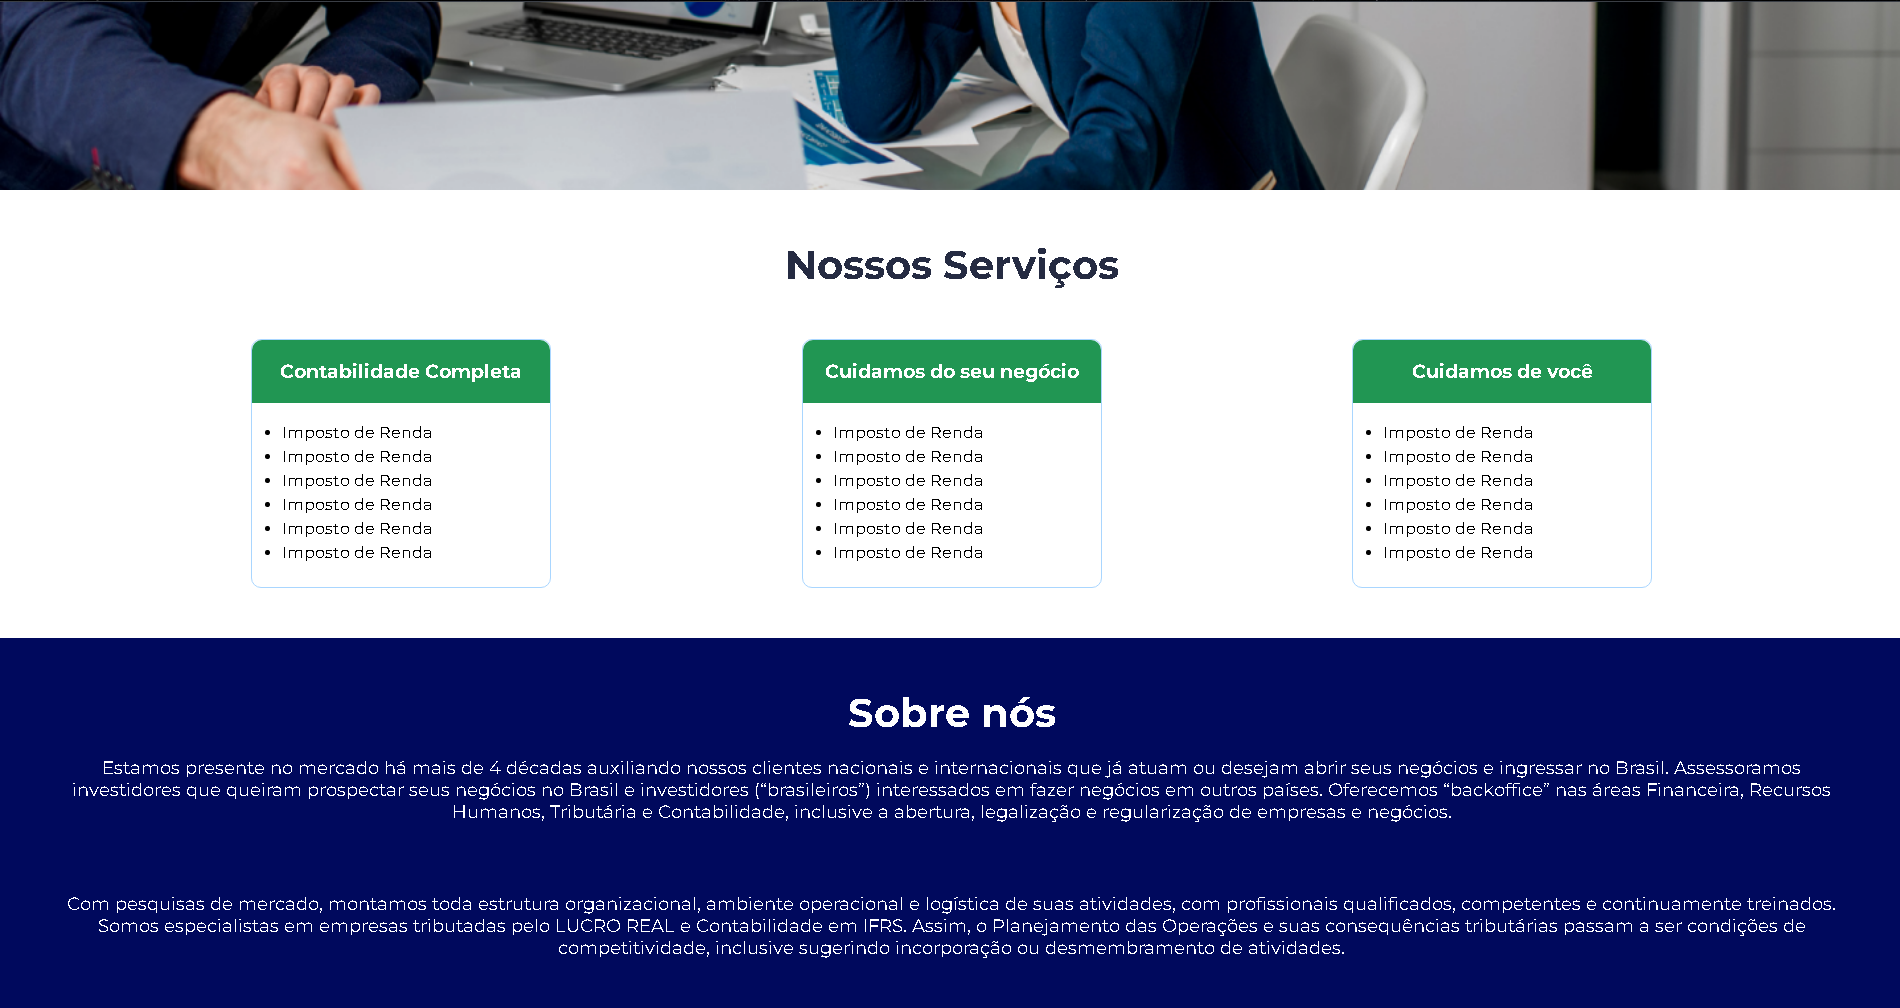 Nossos Serviços
Contabilidade Completa
Imposto de Renda
Imposto de Renda
Imposto de Renda
Imposto de Renda
Imposto de Renda
Imposto de Renda
Cuidamos do seu negócio
Imposto de Renda
Imposto de Renda
Imposto de Renda
Imposto de Renda
Imposto de Renda
Imposto de Renda
Cuidamos de você
Imposto de Renda
Imposto de Renda
Imposto de Renda
Imposto de Renda
Imposto de Renda
Imposto de Renda
Sobre nós
Estamos presente no mercado há mais de 4 décadas auxiliando nossos clientes nacionais e internacionais que já atuam ou desejam abrir seus negócios e ingressar no Brasil. Assessoramos
investidores que queiram prospectar seus negócios no Brasil e investidores (“brasileiros”) interessados em fazer negócios em outros países. Oferecemos “backoffice” nas áreas Financeira, Recursos
Humanos, Tributária e Contabilidade, inclusive a abertura, legalização e regularização de empresas e negócios.
Com pesquisas de mercado, montamos toda estrutura organizacional, ambiente operacional e logística de suas atividades, com profissionais qualificados, competentes e continuamente treinados.
Somos especialistas em empresas tributadas pelo LUCRO REAL e Contabilidade em IFRS. Assim, o Planejamento das Operações e suas consequências tributárias passam a ser condições de
competitividade, inclusive sugerindo incorporação ou desmembramento de atividades.